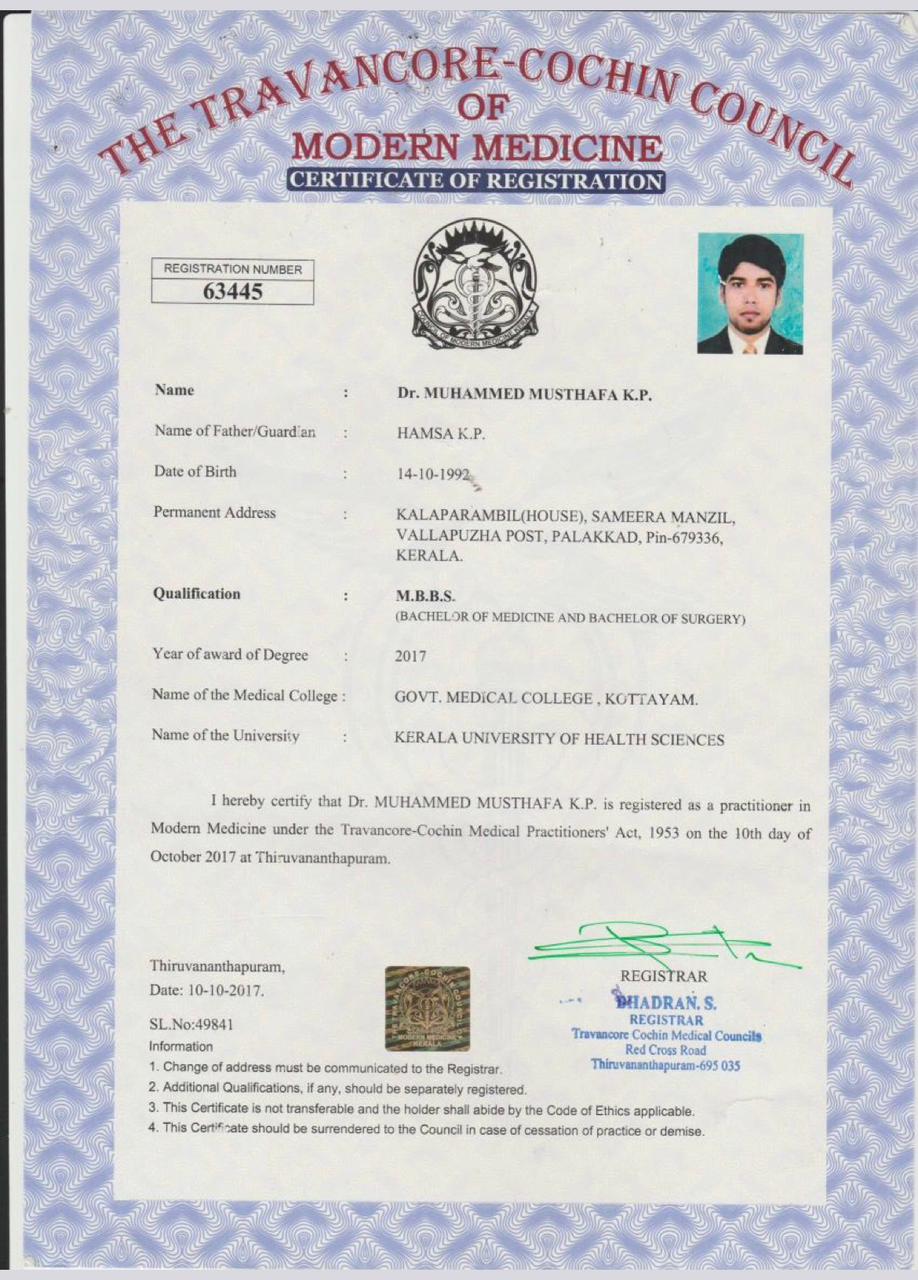 THE TRAVANCORE-COCHIN COUNCIL
OF
MODERN MEDICINE
CERTIFICATE OF REGISTRATION
REGISTRATION NUMBER
63445
COUNCIL OF MODERN MEDICINE KERALA
Name : Dr. MUHAMMED MUSTHAFA K.P.
Name of Father/Guardian : HAMSA K.P.
Date of Birth : 14-10-1992
Permanent Address : KALAPARAMBIL(HOUSE), SAMEERA MANZIL,
VALLAPUZHA POST, PALAKKAD, Pin-679336,
KERALA.
Qualification : M.B.B.S.
(BACHELOR OF MEDICINE AND BACHELOR OF SURGERY)
Year of award of Degree : 2017
Name of the Medical College : GOVT. MEDICAL COLLEGE , KOTTAYAM.
Name of the University : KERALA UNIVERSITY OF HEALTH SCIENCES
I hereby certify that Dr. MUHAMMED MUSTHAFA K.P. is registered as a practitioner in
Modern Medicine under the Travancore-Cochin Medical Practitioners' Act, 1953 on the 10th day of
October 2017 at Thiruvananthapuram.
Thiruvananthapuram,
Date: 10-10-2017.
REGISTRAR
BHADRAN. S.
REGISTRAR
Travancore Cochin Medical Councils
Red Cross Road
Thiruvananthapuram-695 035
SL.No:49841
MODERN MEDICINE
KERALA
Information
1. Change of address must be communicated to the Registrar.
2. Additional Qualifications, if any, should be separately registered.
3. This Certificate is not transferable and the holder shall abide by the Code of Ethics applicable.
4. This Certificate should be surrendered to the Council in case of cessation of practice or demise.